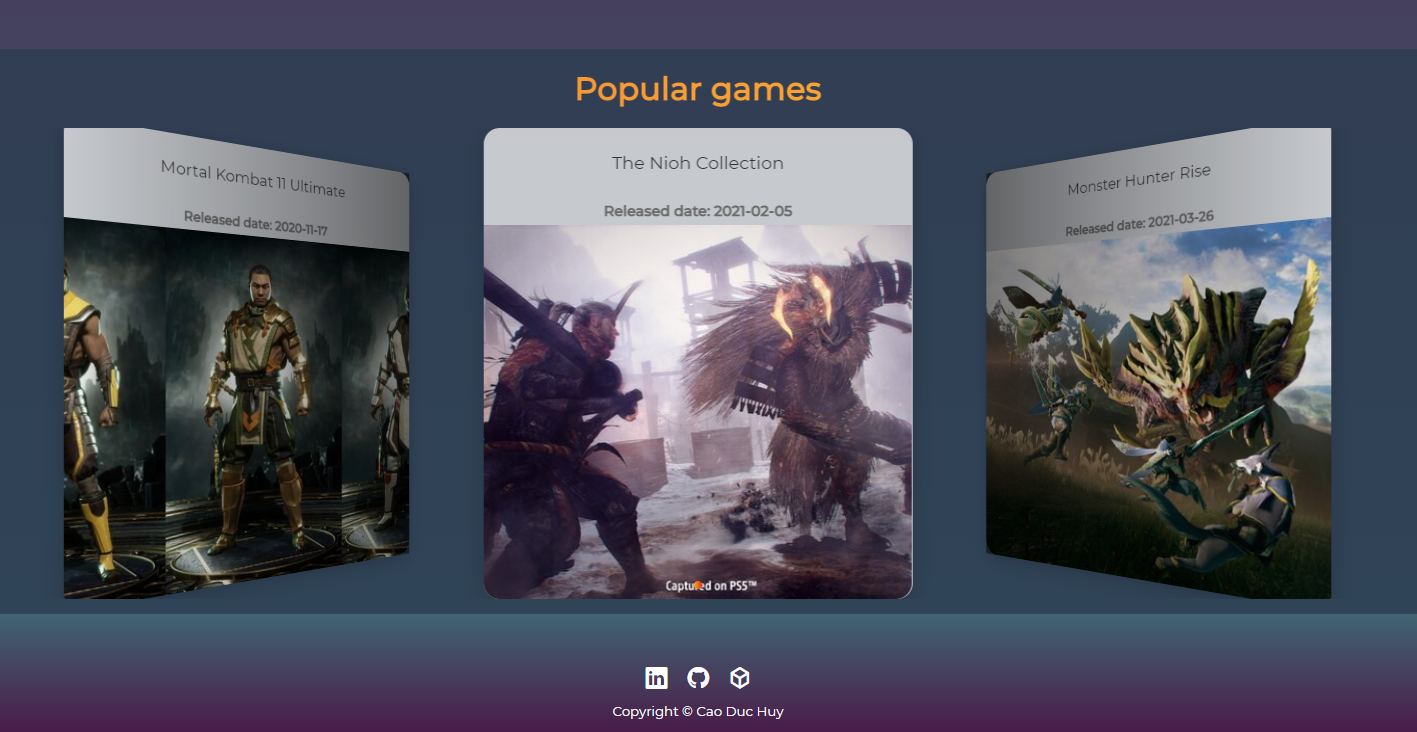 Popular games
Mortal Kombat 11 Ultimate
Released date: 2020-11-17
The Nioh Collection
Released date: 2021-02-05
Captured on PS5™
Monster Hunter Rise
Released date: 2021-03-26
in
Copyright © Cao Duc Huy